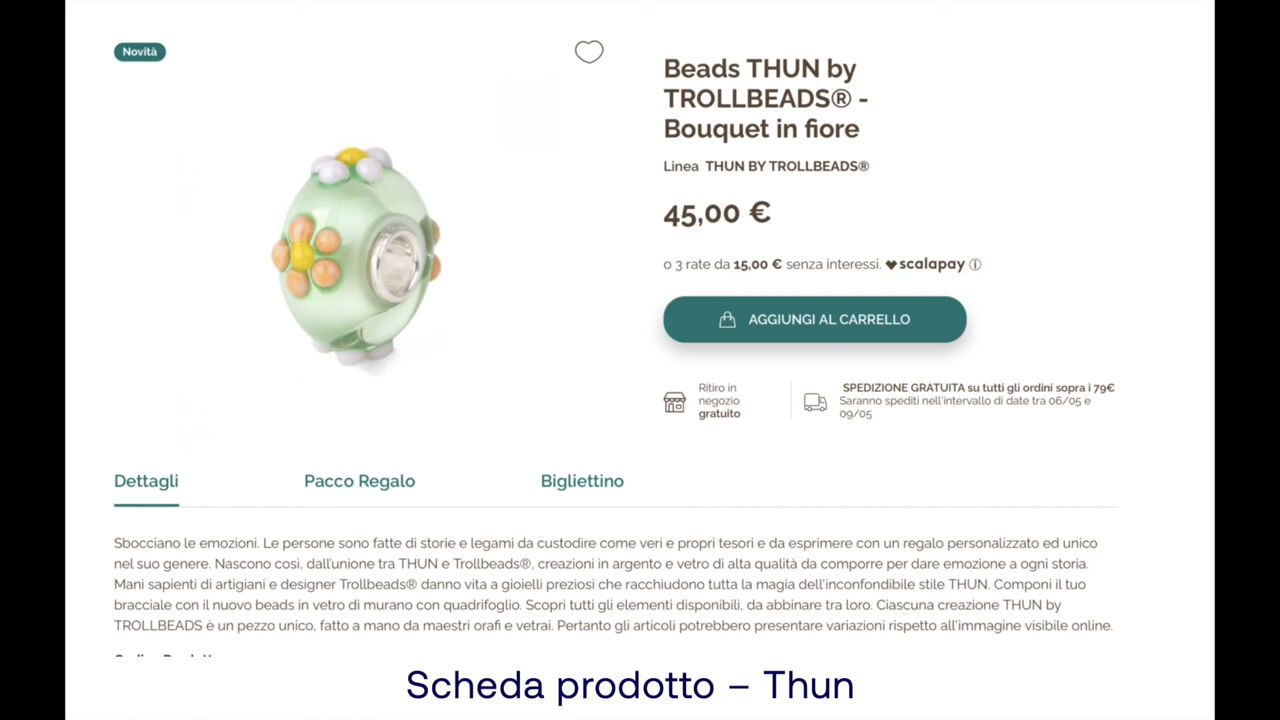 Novità
Beads THUN by
TROLLBEADS® -
Bouquet in fiore
Linea THUN BY TROLLBEADS®
45,00 €
o 3 rate da 15,00 € senza interessi. scalapay
AGGIUNGI AL CARRELLO
Ritiro in
negozio
gratuito
SPEDIZIONE GRATUITA su tutti gli ordini sopra i 79€
Saranno spediti nell'intervallo di date tra 06/05 e
09/05
Dettagli
Pacco Regalo
Bigliettino
Sbocciano le emozioni. Le persone sono fatte di storie e legami da custodire come veri e propri tesori e da esprimere con un regalo personalizzato ed unico
nel suo genere. Nascono così, dall'unione tra THUN e Trollbeads®, creazioni in argento e vetro di alta qualità da comporre per dare emozione a ogni storia.
Mani sapienti di artigiani e designer Trollbeads® danno vita a gioielli preziosi che racchiudono tutta la magia dell'inconfondibile stile THUN. Componi il tuo
bracciale con il nuovo beads in vetro di murano con quadrifoglio. Scopri tutti gli elementi disponibili, da abbinare tra loro. Ciascuna creazione THUN by
TROLLBEADS è un pezzo unico, fatto a mano da maestri orafi e vetrai. Pertanto gli articoli potrebbero presentare variazioni rispetto all'immagine visibile online.
Scheda prodotto – Thun